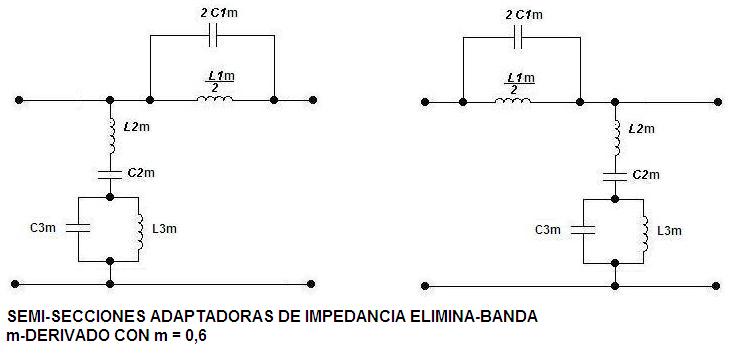 2 C1m
L1m
2
L2m
C2m
C3m
L3m
2 C1m
L1m
2
L2m
C2m
C3m
L3m
SEMI-SECCIONES ADAPTADORAS DE IMPEDANCIA ELIMINA-BANDA
m-DERIVADO CON m = 0,6